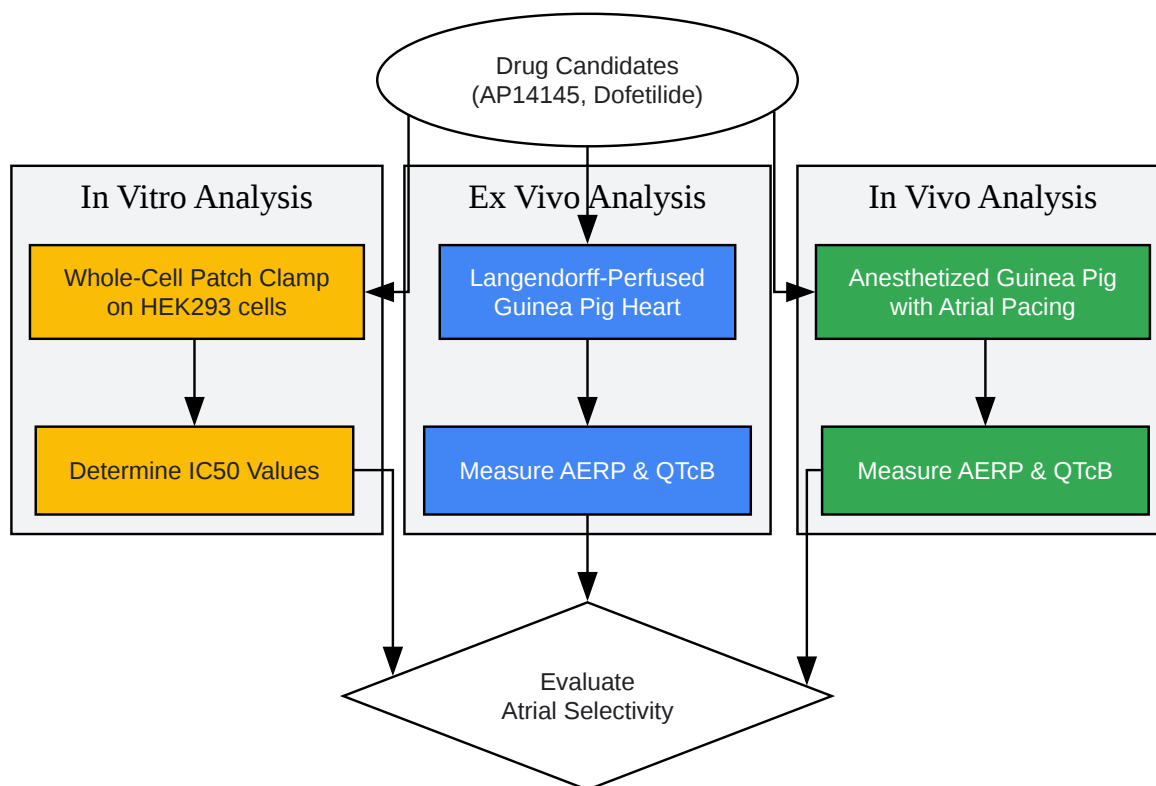 Drug Candidates
(AP14145, Dofetilide)
In Vitro Analysis
Whole-Cell Patch Clamp
on HEK293 cells
Determine IC50 Values
Ex Vivo Analysis
Langendorff-Perfused
Guinea Pig Heart
Measure AERP & QTcB
In Vivo Analysis
Anesthetized Guinea Pig
with Atrial Pacing
Measure AERP & QTcB
Evaluate
Atrial Selectivity